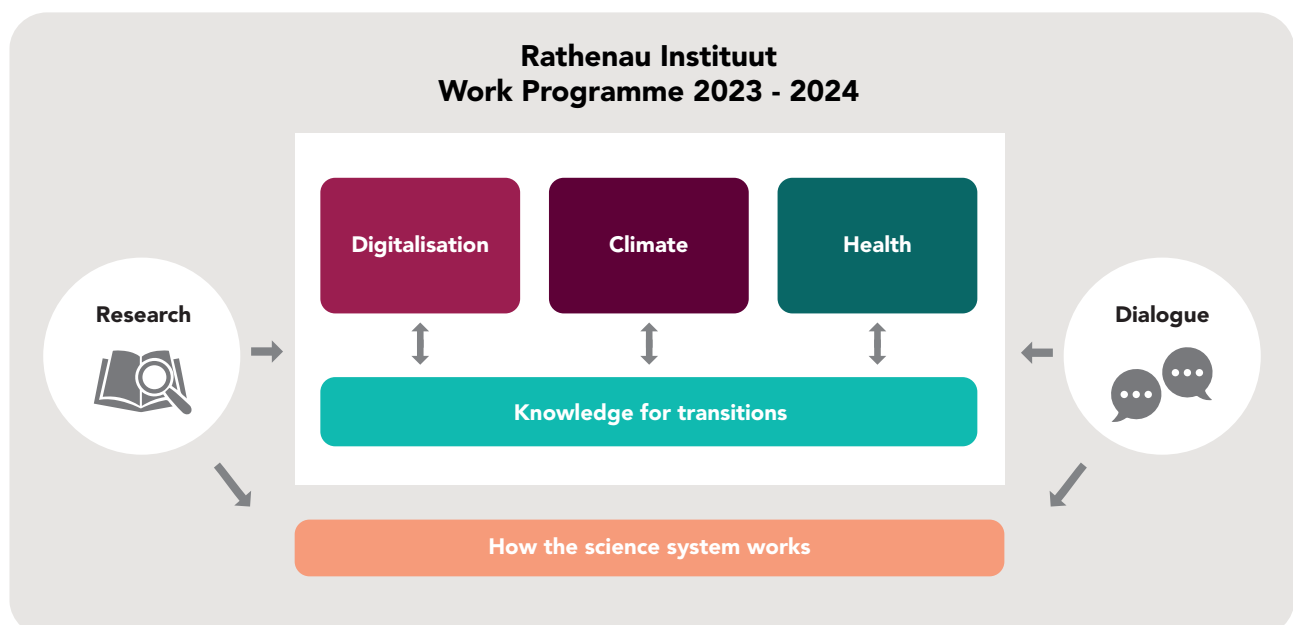 Rathenau Instituut
Work Programme 2023 - 2024
Digitalisation
Climate
Health
Research
Dialogue
Knowledge for transitions
How the science system works